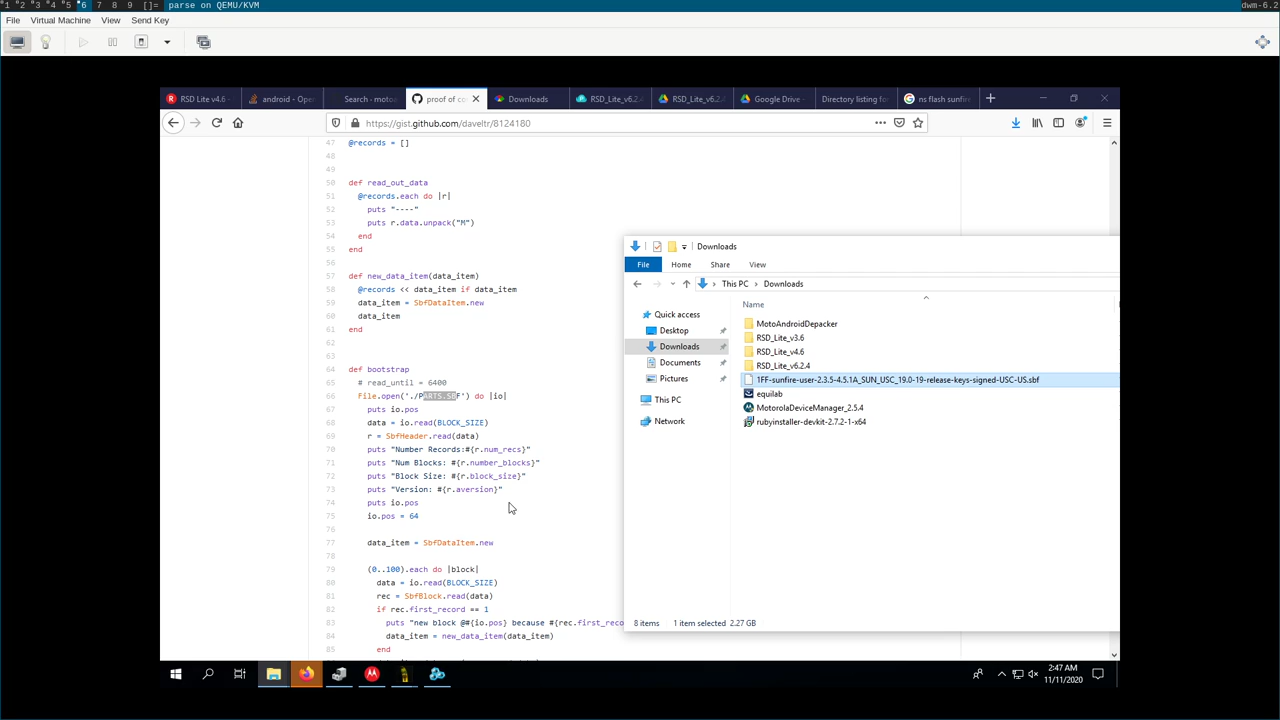 1 2 3 4 5 6 7 8 9 []= parse on QEMU/KVM dwm-6.2
File Virtual Machine View Send Key
RSD Lite v4.6 android - Ope Search - moto proof of co Downloads RSD_Lite_v6.2.4 RSD_Lite_v6.2. Google Drive - Directory listing for ns flash sunfir
https://gist.github.com/daveltr/8124180
47 @records = []
48
49
50 def read_out_data
51 @records.each do |r|
52 puts "----"
53 puts r.data.unpack("M")
54 end
55 end
56
57 def new_data_item(data_item)
58 @records << data_item if data_item
59 data_item = SbfDataItem.new
60 data_item
61 end
62
63
64 def bootstrap
65 # read_until = 6400
66 File.open('./PARTS.SBF') do |io|
67 puts io.pos
68 data = io.read(BLOCK_SIZE)
69 r = SbfHeader.read(data)
70 puts "Number Records:#{r.num_recs}"
71 puts "Num Blocks: #{r.number_blocks}"
72 puts "Block Size: #{r.block_size}"
73 puts "Version: #{r.aversion}"
74 puts io.pos
75 io.pos = 64
76
77 data_item = SbfDataItem.new
78
79 (0..100).each do |block|
80 data = io.read(BLOCK_SIZE)
81 rec = SbfBlock.read(data)
82 if rec.first_record == 1
83 puts "new block @#{io.pos} because #{rec.first_reco
84 data_item = new_data_item(data_item)
85 end
Downloads
File Home Share View
This PC Downloads
Name
Quick access
Desktop
Downloads
Documents
Pictures
This PC
Network
MotoAndroidDepacker
RSD_Lite_v3.6
RSD_Lite_v4.6
RSD_Lite_v6.2.4
1FF-sunfire-user-2.3.5-4.5.1A_SUN_USC_19.0-19-release-keys-signed-USC-US.sbf
equilab
MotorolaDeviceManager_2.5.4
rubyinstaller-devkit-2.7.2-1-x64
8 items 1 item selected 2.27 GB
2:47 AM
11/11/2020